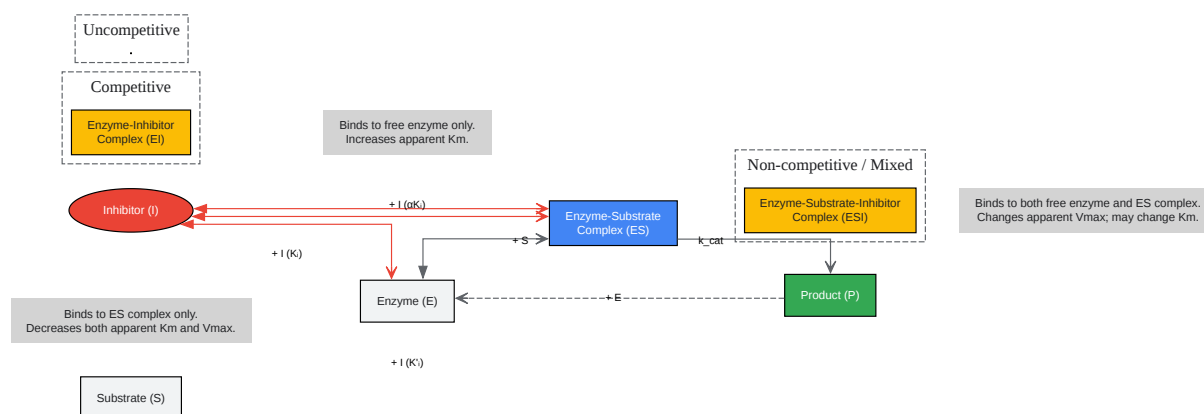 Uncompetitive
.
Competitive
Enzyme-Inhibitor
Complex (EI)
Binds to free enzyme only.
Increases apparent Km.
Non-competitive / Mixed
Enzyme-Substrate-Inhibitor
Complex (ESI)
Binds to both free enzyme and ES complex.
Changes apparent Vmax; may change Km.
Inhibitor (I)
+ I (αKᵢ)
Enzyme-Substrate
Complex (ES)
+ S
k_cat
+ I (Kᵢ)
Enzyme (E)
+ E
Product (P)
Binds to ES complex only.
Decreases both apparent Km and Vmax.
+ I (K'ᵢ)
Substrate (S)